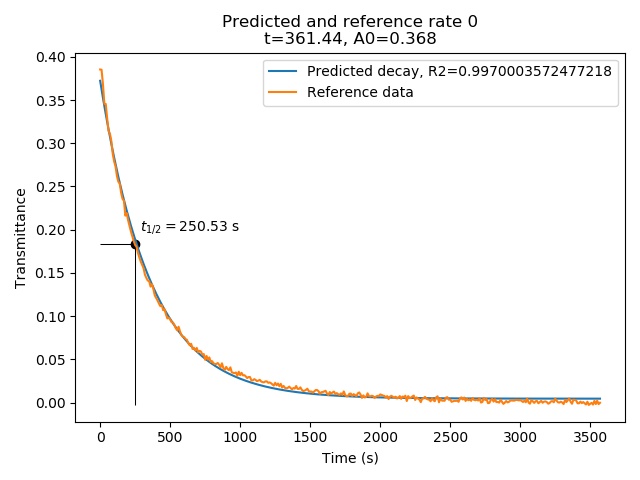 Predicted and reference rate 0
t=361.44, A0=0.368
Predicted decay, R2=0.9970003572477218
Reference data
t1/2 = 250.53 s
Transmittance
0.40
0.35
0.30
0.25
0.20
0.15
0.10
0.05
0.00
0
500
1000
1500
2000
2500
3000
3500
Time (s)